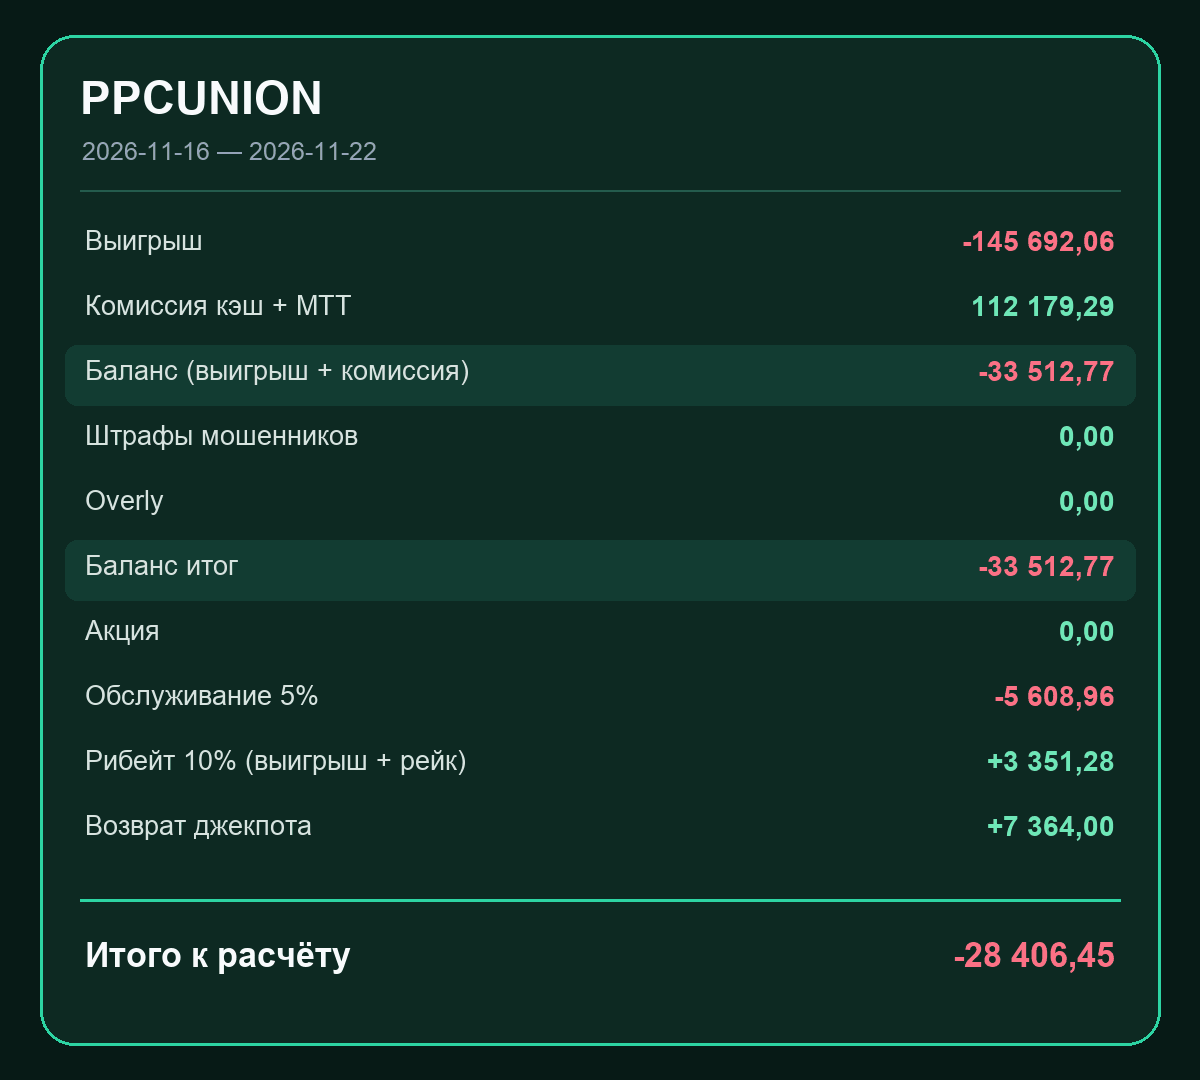 PPCUNION
2026-11-16 — 2026-11-22
Выигрыш -145 692,06
Комиссия кэш + МТТ 112 179,29
Баланс (выигрыш + комиссия) -33 512,77
Штрафы мошенников 0,00
Overly 0,00
Баланс итог -33 512,77
Акция 0,00
Обслуживание 5% -5 608,96
Рибейт 10% (выигрыш + рейк) +3 351,28
Возврат джекпота +7 364,00
Итого к расчёту -28 406,45